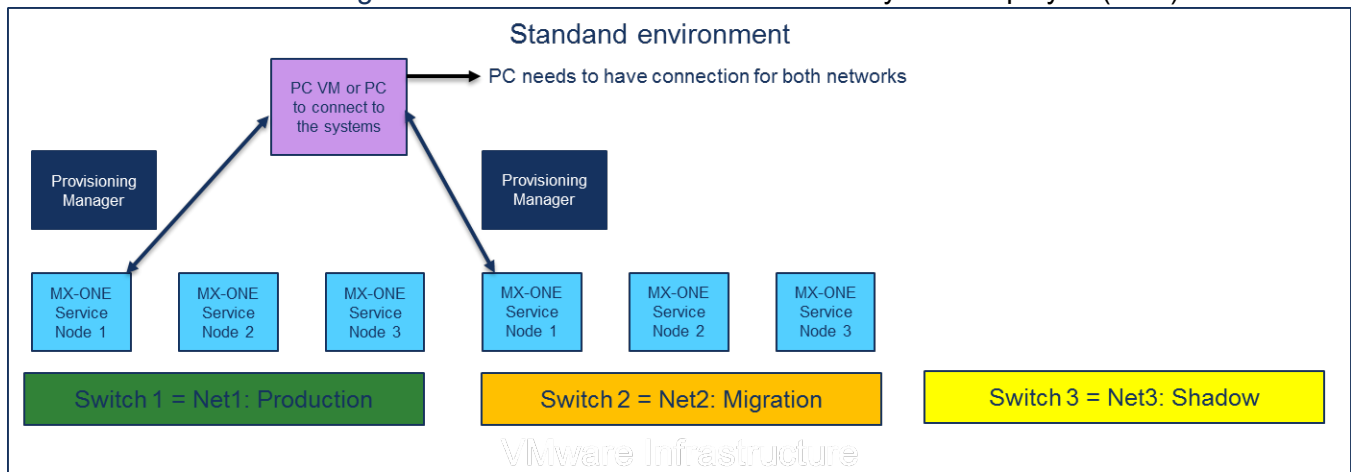 Standand environment
PC VM or PC
to connect to
the systems
PC needs to have connection for both networks
Provisioning
Manager
Provisioning
Manager
MX-ONE
Service
Node 1
MX-ONE
Service
Node 2
MX-ONE
Service
Node 3
MX-ONE
Service
Node 1
MX-ONE
Service
Node 2
MX-ONE
Service
Node 3
Switch 1 = Net1: Production
Switch 2 = Net2: Migration
Switch 3 = Net3: Shadow
VMware Infrastructure